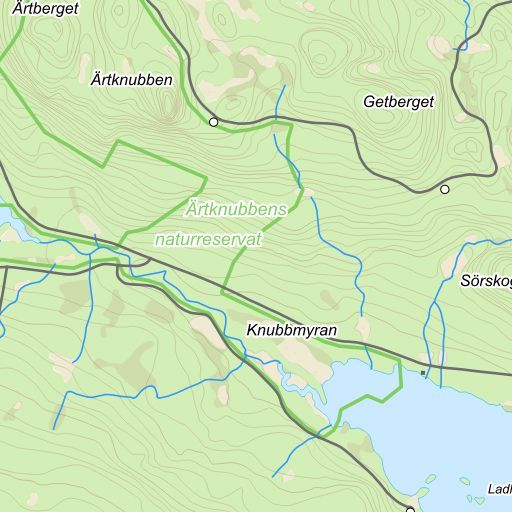 Ärtberget
Ärtknubben
Getberget
Ärtknubbens
naturreservat
Sörskog
Knubbmyran